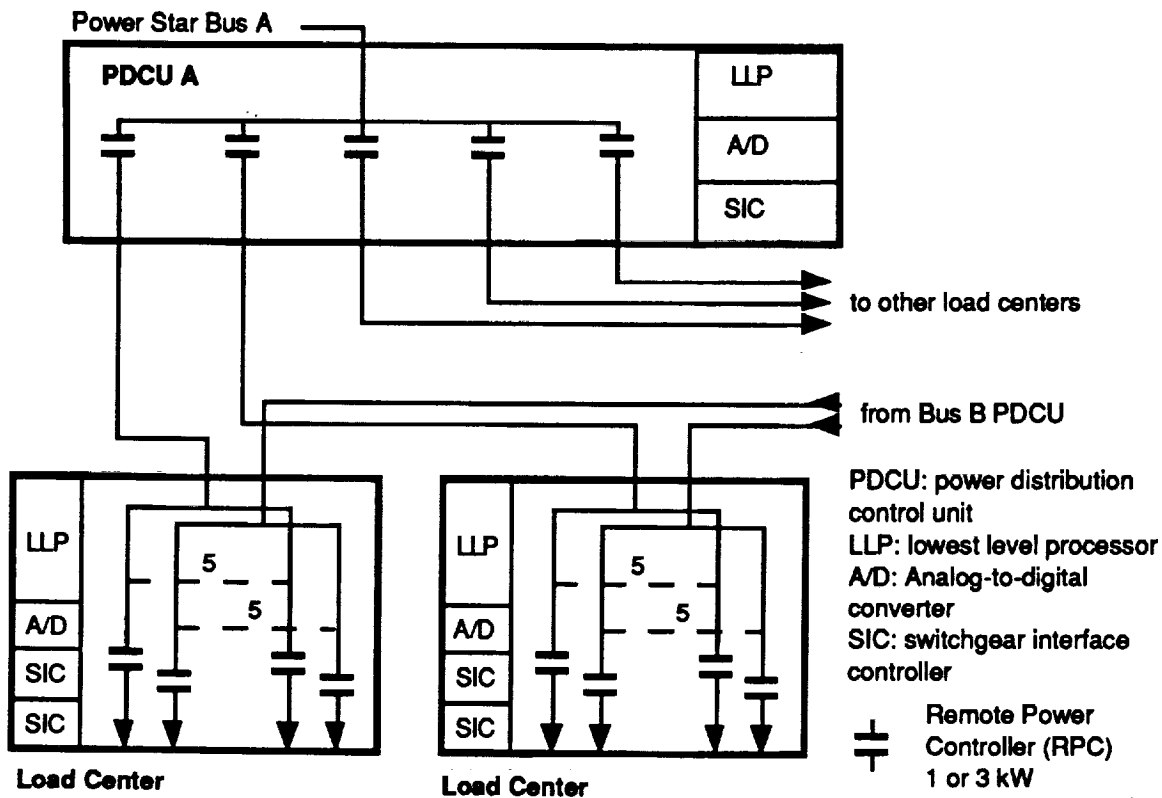 Power Star Bus A
PDCU A
LLP
A/D
SIC
to other load centers
from Bus B PDCU
LLP
A/D
SIC
SIC
5
5
Load Center
LLP
A/D
SIC
SIC
5
5
Load Center
PDCU: power distribution
control unit
LLP: lowest level processor
A/D: Analog-to-digital
converter
SIC: switchgear interface
controller
Remote Power
Controller (RPC)
1 or 3 kW